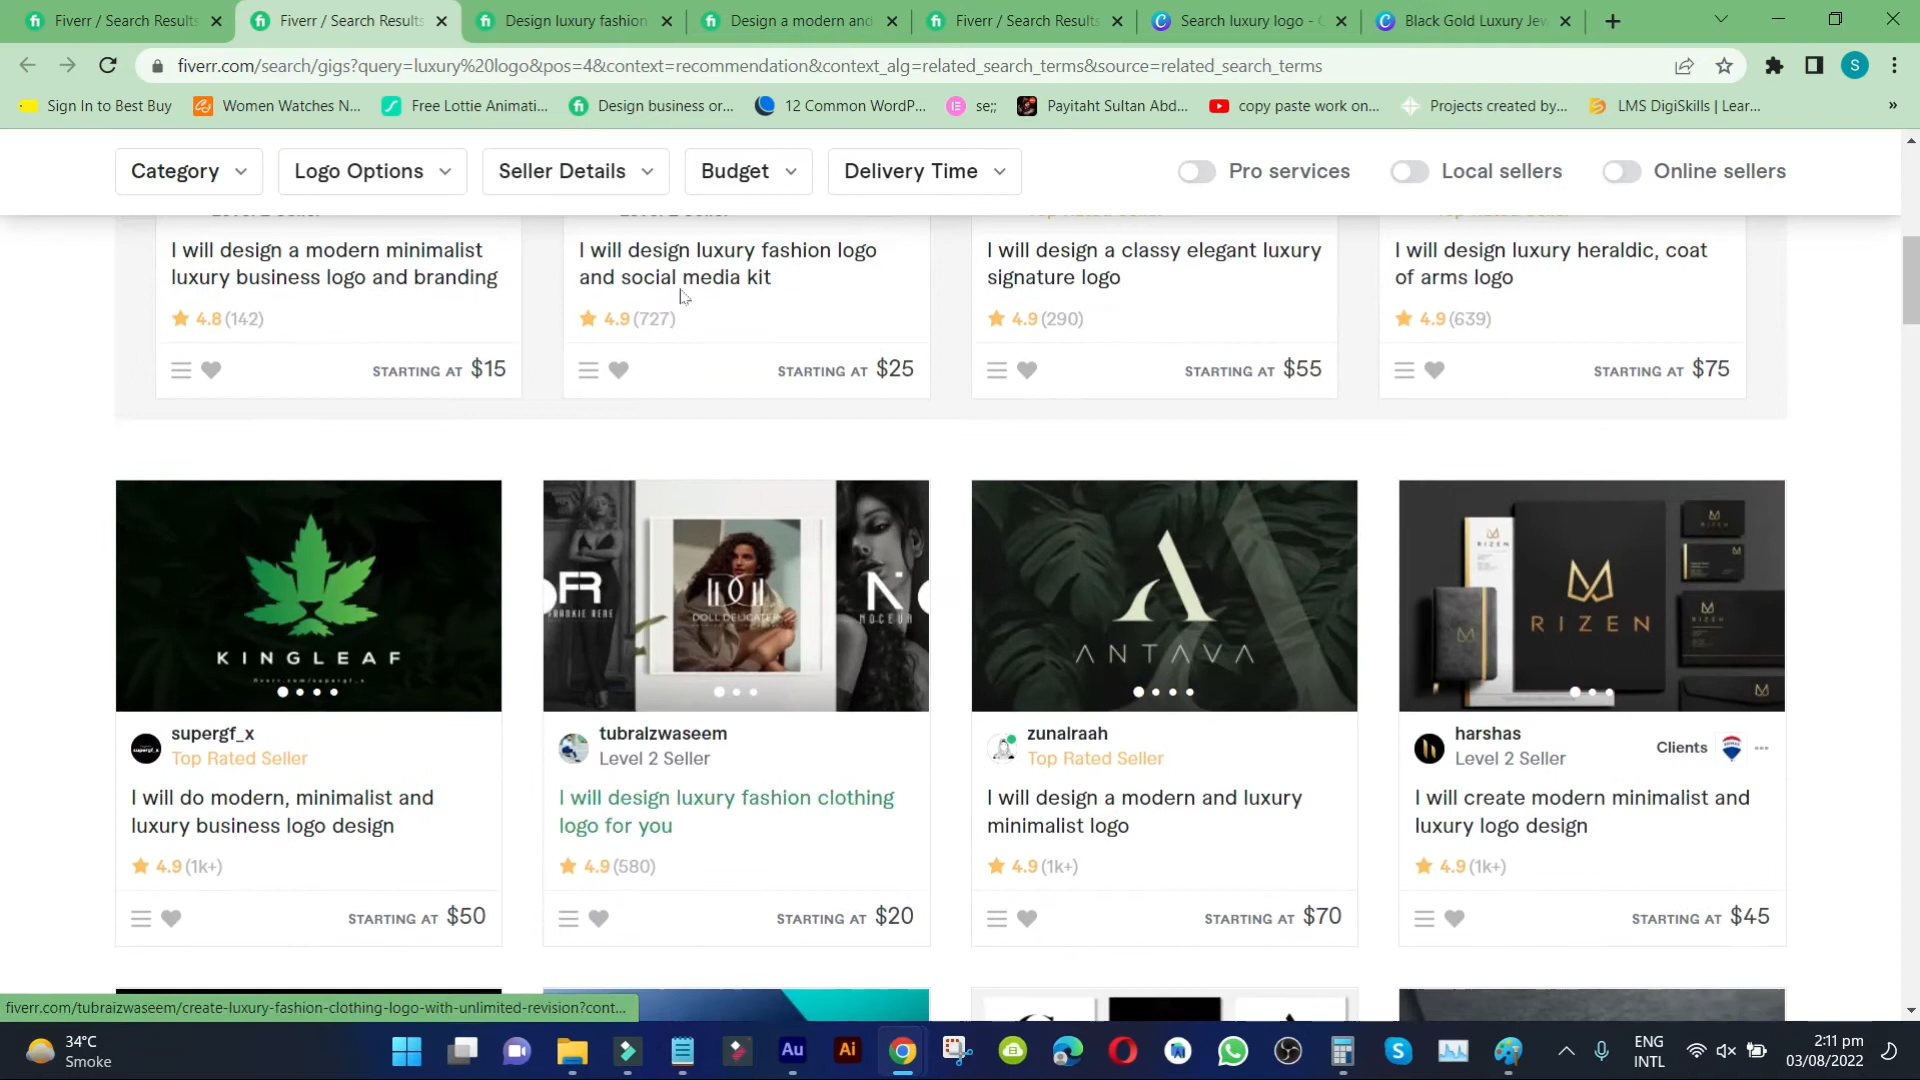 Fiverr / Search Results
Fiverr / Search Results
Design luxury fashion
Design a modern and
Fiverr / Search Results
Search luxury logo - C
Black Gold Luxury Jew
fiverr.com/search/gigs?query=luxury%20logo&pos=4&context=recommendation&context_alg=related_search_terms&source=related_search_terms
S
Sign In to Best Buy
Women Watches N...
Free Lottie Animati...
Design business or...
12 Common WordP...
se;;
Payitaht Sultan Abd...
copy paste work on...
Projects created by...
LMS DigiSkills | Lear...
»
Category
Logo Options
Seller Details
Budget
Delivery Time
Pro services
Local sellers
Online sellers
I will design a modern minimalist
luxury business logo and branding
4.8 (142)
STARTING AT $15
I will design luxury fashion logo
and social media kit
4.9 (727)
STARTING AT $25
I will design a classy elegant luxury
signature logo
4.9 (290)
STARTING AT $55
I will design luxury heraldic, coat
of arms logo
4.9 (639)
STARTING AT $75
KINGLEAF
fiverr.com/supergf_x
supergf_x
Top Rated Seller
I will do modern, minimalist and
luxury business logo design
4.9 (1k+)
STARTING AT $50
FRANKIE RENE
DOLL DELICATE
tubraizwaseem
Level 2 Seller
I will design luxury fashion clothing
logo for you
4.9 (580)
STARTING AT $20
ANTAVA
zunairaah
Top Rated Seller
I will design a modern and luxury
minimalist logo
4.9 (1k+)
STARTING AT $70
RIZEN
RIZEN
harshas
Level 2 Seller
Clients
I will create modern minimalist and
luxury logo design
4.9 (1k+)
STARTING AT $45
fiverr.com/tubraizwaseem/create-luxury-fashion-clothing-logo-with-unlimited-revision?cont...
34°C
Smoke
Au
Ai
ENG
INTL
2:11 pm
03/08/2022